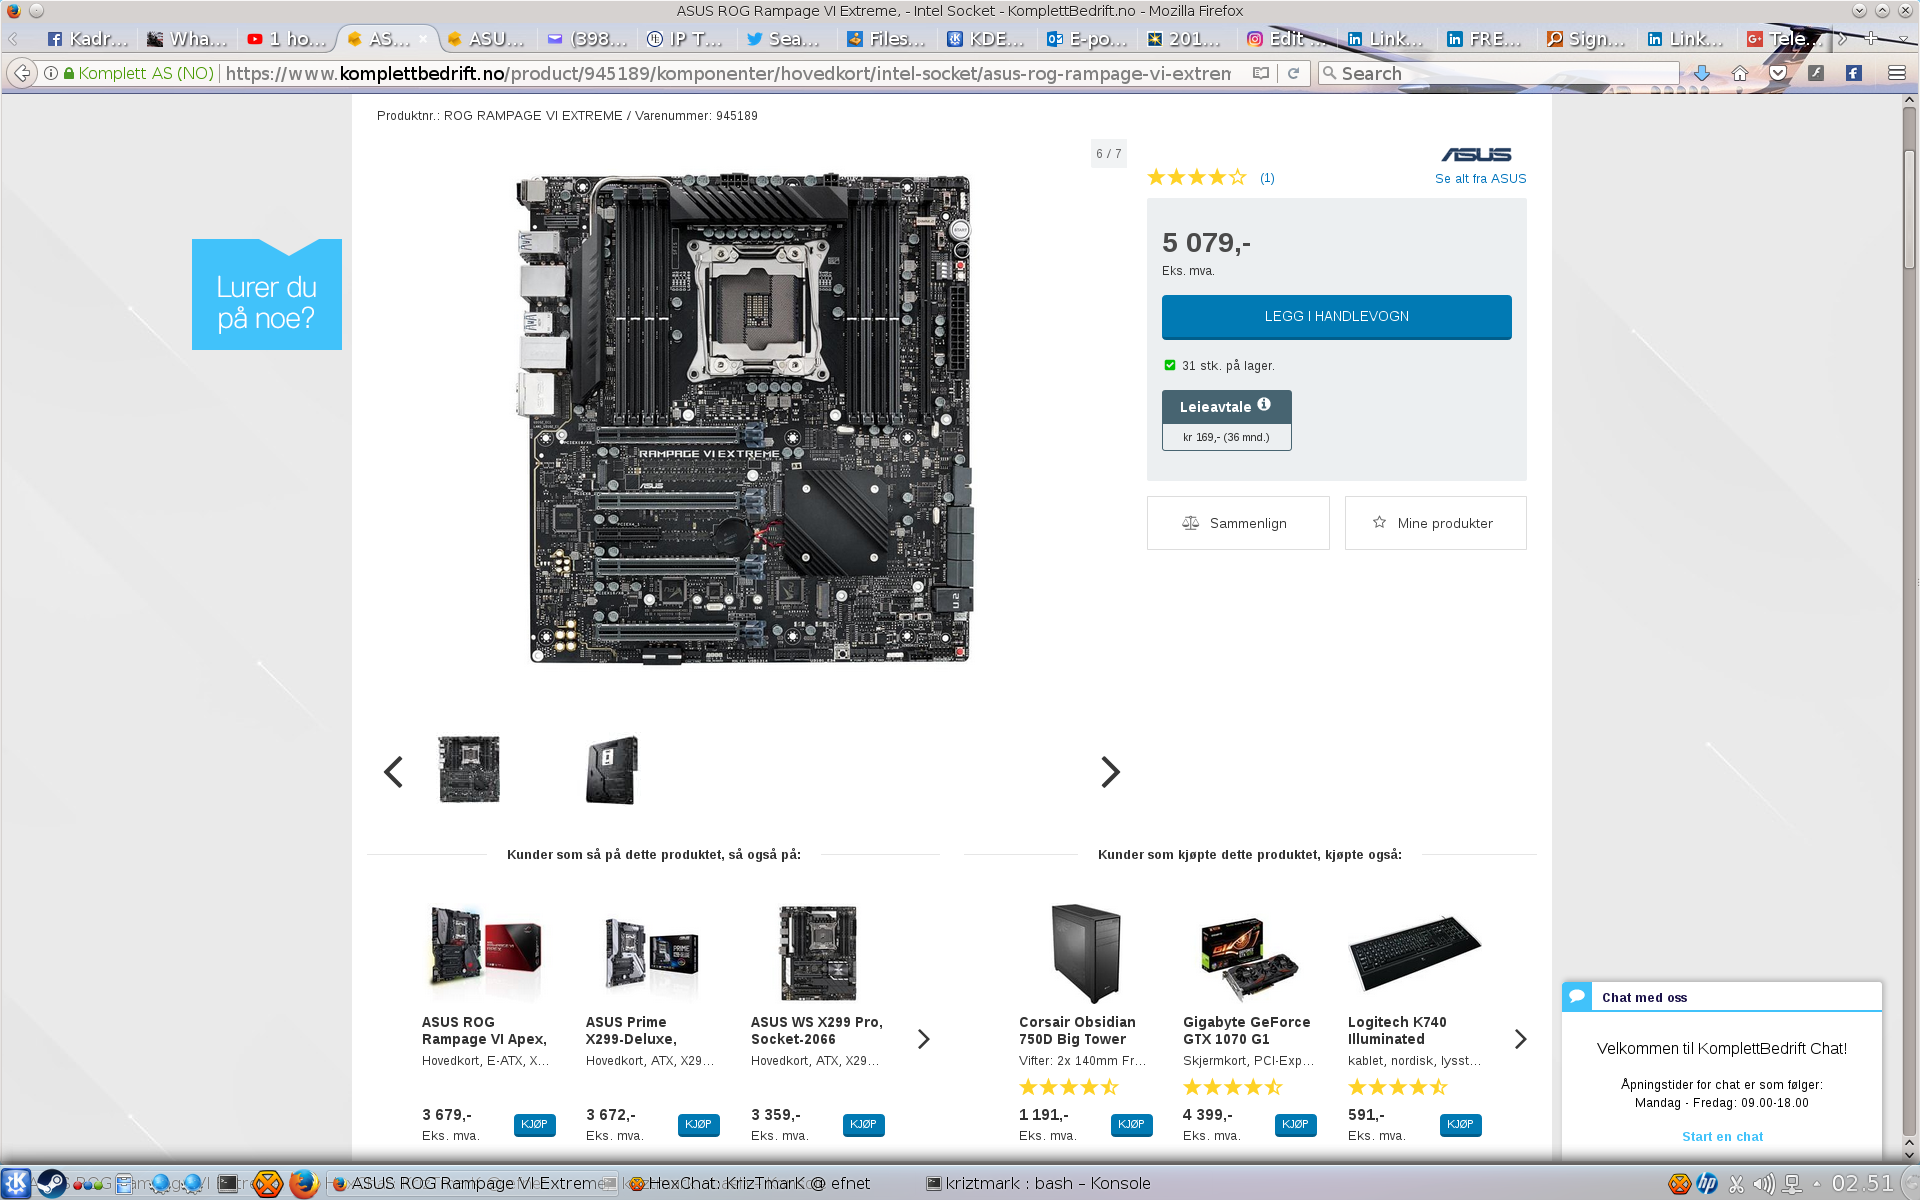 ASUS ROG Rampage VI Extreme, - Intel Socket - KomplettBedrift.no - Mozilla Firefox
Kadr... Wha... 1 ho... AS... ASU... (398... IP T... Sea... Files... KDE... E-po... 201... Edit ... Link... FRE... Sign... Link... Tele...
Komplett AS (NO) https://www.komplettbedrift.no/product/945189/komponenter/hovedkort/intel-socket/asus-rog-rampage-vi-extrem Search
Produktnr.: ROG RAMPAGE VI EXTREME / Varenummer: 945189
6 / 7
ASUS
(1)
Se alt fra ASUS
Lurer du
på noe?
5 079,-
Eks. mva.
LEGG I HANDLEVOGN
31 stk. på lager.
Leieavtale
kr 169,- (36 mnd.)
Sammenlign
Mine produkter
RAMPAGE VI EXTREME
ASUS
U.2
Kunder som så på dette produktet, så også på:
Kunder som kjøpte dette produktet, kjøpte også:
ASUS ROG
Rampage VI Apex,
Hovedkort, E-ATX, X...
3 679,-
Eks. mva.
KJØP
ASUS Prime
X299-Deluxe,
Hovedkort, ATX, X29...
3 672,-
Eks. mva.
KJØP
ASUS WS X299 Pro,
Socket-2066
Hovedkort, ATX, X29...
3 359,-
Eks. mva.
KJØP
Corsair Obsidian
750D Big Tower
Vifter: 2x 140mm Fr...
1 191,-
Eks. mva.
KJØP
Gigabyte GeForce
GTX 1070 G1
Skjermkort, PCI-Exp...
4 399,-
Eks. mva.
KJØP
Logitech K740
Illuminated
kablet, nordisk, lysst...
591,-
Eks. mva.
KJØP
Chat med oss
Velkommen til KomplettBedrift Chat!
Åpningstider for chat er som følger:
Mandag - Fredag: 09.00-18.00
Start en chat
ASUS ROG Rampage VI Extreme HexChat: KrizTmarK @ efnet kriztmark : bash – Konsole 02.51